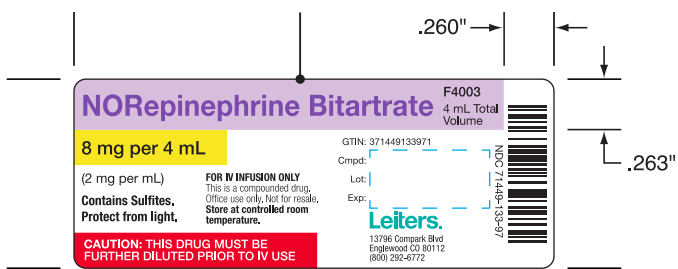 .260"
NORepinephrine Bitartrate
F4003
4 mL Total
Volume
8 mg per 4 mL
(2 mg per mL)
Contains Sulfites.
Protect from light.
FOR IV INFUSION ONLY
This is a compounded drug.
Office use only. Not for resale.
Store at controlled room
temperature.
CAUTION: THIS DRUG MUST BE
FURTHER DILUTED PRIOR TO IV USE
GTIN: 371449133971
Cmpd:
Lot:
Exp:
Leiters.
13796 Compark Blvd
Englewood CO 80112
(800) 292-6772
NDC 71449-133-97
.263"